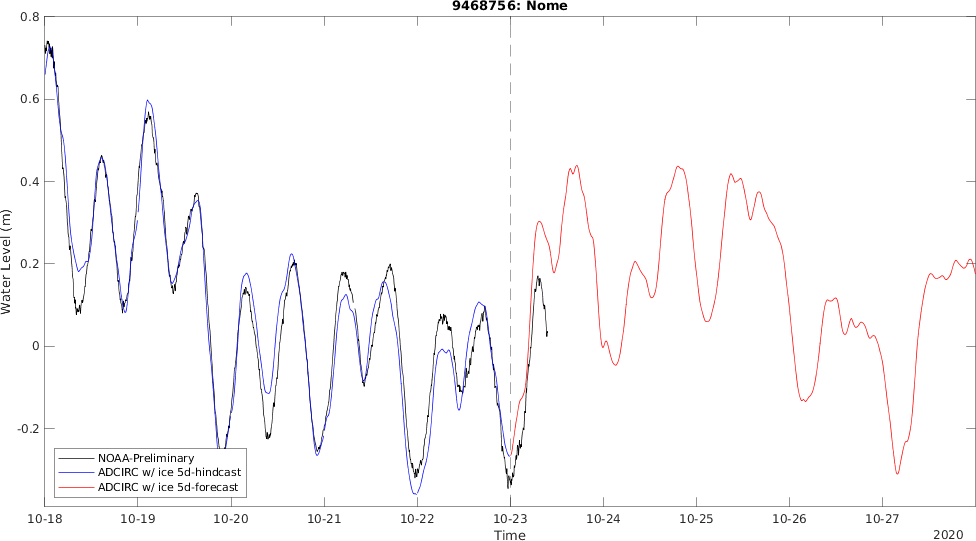 9468756: Nome
0.8
0.6
0.4
0.2
0
-0.2
Water Level (m)
NOAA-Preliminary
ADCIRC w/ ice 5d-hindcast
ADCIRC w/ ice 5d-forecast
10-18 10-19 10-20 10-21 10-22 10-23 10-24 10-25 10-26 10-27
Time
2020